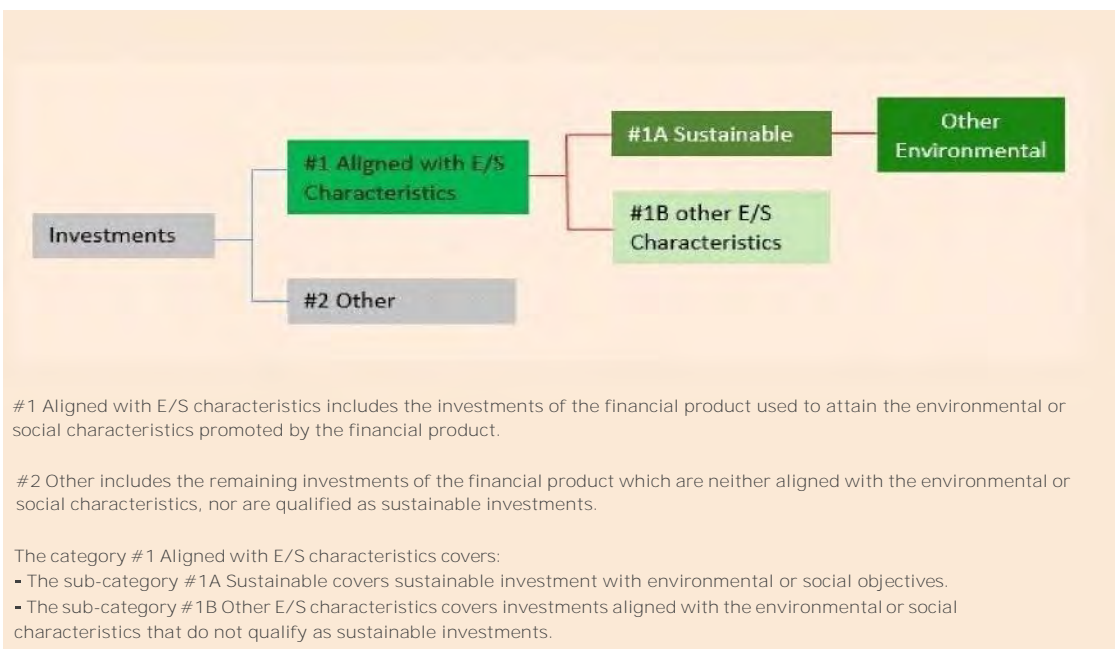 Other
Environmental
#1A Sustainable
#1 Aligned with E/S
Characteristics
#1B other E/S
Characteristics
Investments
#2 Other
#1 Aligned with E/S characteristics includes the investments of the financial product used to attain the environmental or
social characteristics promoted by the financial product.
#2 Other includes the remaining investments of the financial product which are neither aligned with the environmental or
social characteristics, nor are qualified as sustainable investments.
The category #1 Aligned with E/S characteristics covers:
- The sub-category #1A Sustainable covers sustainable investment with environmental or social objectives.
- The sub-category #1B Other E/S characteristics covers investments aligned with the environmental or social
characteristics that do not qualify as sustainable investments.